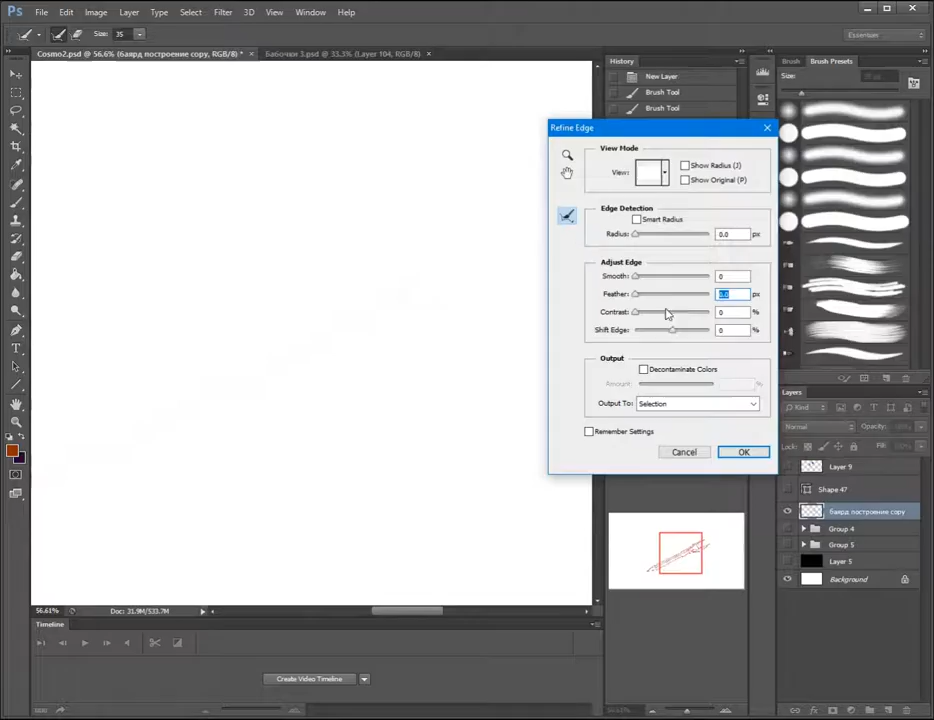 Ps File Edit Image Layer Type Select Filter 3D View Window Help
Size: 35 Essentials
Cosmo2.psd @ 56.6% (баярд построение copy, RGB/8) * × Бабочки 3.psd @ 33.3% (Layer 104, RGB/8) ×
History
New Layer
Brush Tool
Brush Tool
Brush Brush Presets
Size:
Refine Edge
View Mode
View: Show Radius (J)
Show Original (P)
Edge Detection
Smart Radius
Radius: 0.0 px
Adjust Edge
Smooth: 0
Feather: 0.0 px
Contrast: 0 %
Shift Edge: 0 %
Output
Decontaminate Colors
Amount: %
Output To: Selection
Remember Settings
Cancel OK
Layers
Kind
Normal Opacity:
Lock: Fill:
Layer 9
Shape 47
баярд построение copy
Group 4
Group 5
Layer 5
Background
56.61% Doc: 31.9M/533.7M
Timeline
Create Video Timeline